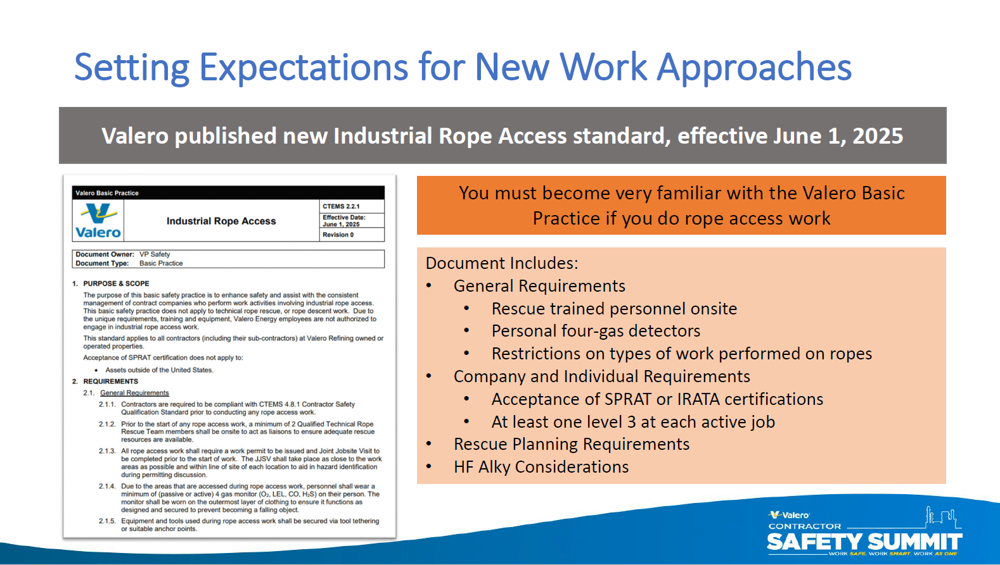 Setting Expectations for New Work Approaches
Valero published new Industrial Rope Access standard, effective June 1, 2025
Valero Basic Practice
Valero
Industrial Rope Access
CTEMS 2.2.1
Effective Date:
June 1, 2025
Revision 0
Document Owner: VP Safety
Document Type: Basic Practice
1. PURPOSE & SCOPE
The purpose of this basic safety practice is to enhance safety and assist with the consistent
management of contract companies who perform work activities involving industrial rope access.
This basic safety practice does not apply to technical rope rescue, or rope descent work. Due to
the unique requirements, training and equipment, Valero Energy employees are not authorized to
engage in industrial rope access work.
This standard applies to all contractors (including their sub-contractors) at Valero Refining owned or
operated properties.
Acceptance of SPRAT certification does not apply to:
• Assets outside of the United States.
2. REQUIREMENTS
2.1. General Requirements
2.1.1. Contractors are required to be compliant with CTEMS 4.8.1 Contractor Safety
Qualification Standard prior to conducting any rope access work.
2.1.2. Prior to the start of any rope access work, a minimum of 2 Qualified Technical Rope
Rescue Team members shall be onsite to act as liaisons to ensure adequate rescue
resources are available.
2.1.3. All rope access work shall require a work permit to be issued and Joint Jobsite Visit to
be completed prior to the start of work. The JJSV shall take place as close to the work
areas as possible and within line of site of each location to aid in hazard identification
during permitting discussion.
2.1.4. Due to the areas that are accessed during rope access work, personnel shall wear a
minimum of (passive or active) 4 gas monitor (O₂, LEL, CO, H₂S) on their person. The
monitor shall be worn on the outermost layer of clothing to ensure it functions as
designed and secured to prevent becoming a falling object.
2.1.5. Equipment and tools used during rope access work shall be secured via tool tethering
or suitable anchor points.
You must become very familiar with the Valero Basic
Practice if you do rope access work
Document Includes:
• General Requirements
• Rescue trained personnel onsite
• Personal four-gas detectors
• Restrictions on types of work performed on ropes
• Company and Individual Requirements
• Acceptance of SPRAT or IRATA certifications
• At least one level 3 at each active job
• Rescue Planning Requirements
• HF Alky Considerations
Valero
CONTRACTOR
SAFETY SUMMIT
WORK SAFE. WORK SMART. WORK AS ONE